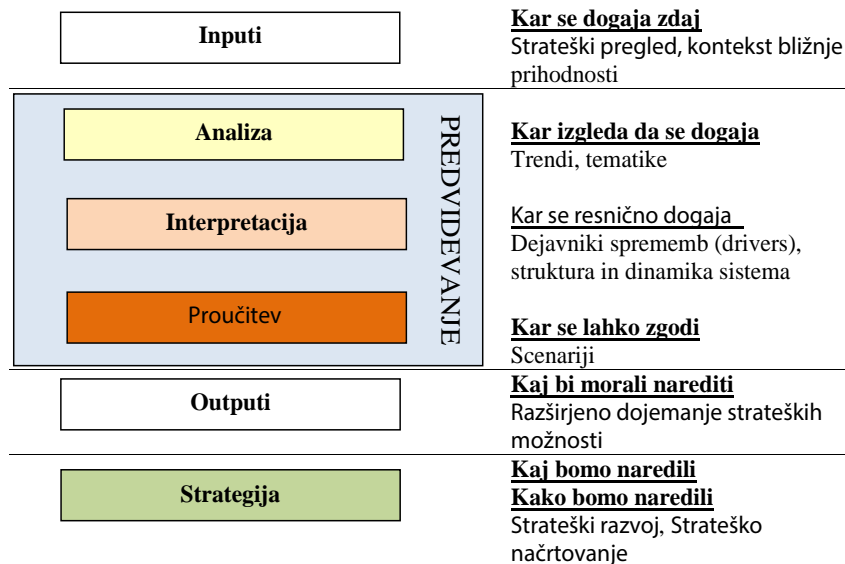 Inputi
Kar se dogaja zdaj
Strateški pregled, kontekst bližnje
prihodnosti
PREDVIDEVANJE
Analiza
Kar izgleda da se dogaja
Trendi, tematike
Interpretacija
Kar se resnično dogaja
Dejavniki sprememb (drivers),
struktura in dinamika sistema
Proučitev
Kar se lahko zgodi
Scenariji
Outputi
Kaj bi morali narediti
Razširjeno dojemanje strateških
možnosti
Strategija
Kaj bomo naredili
Kako bomo naredili
Strateški razvoj, Strateško
načrtovanje